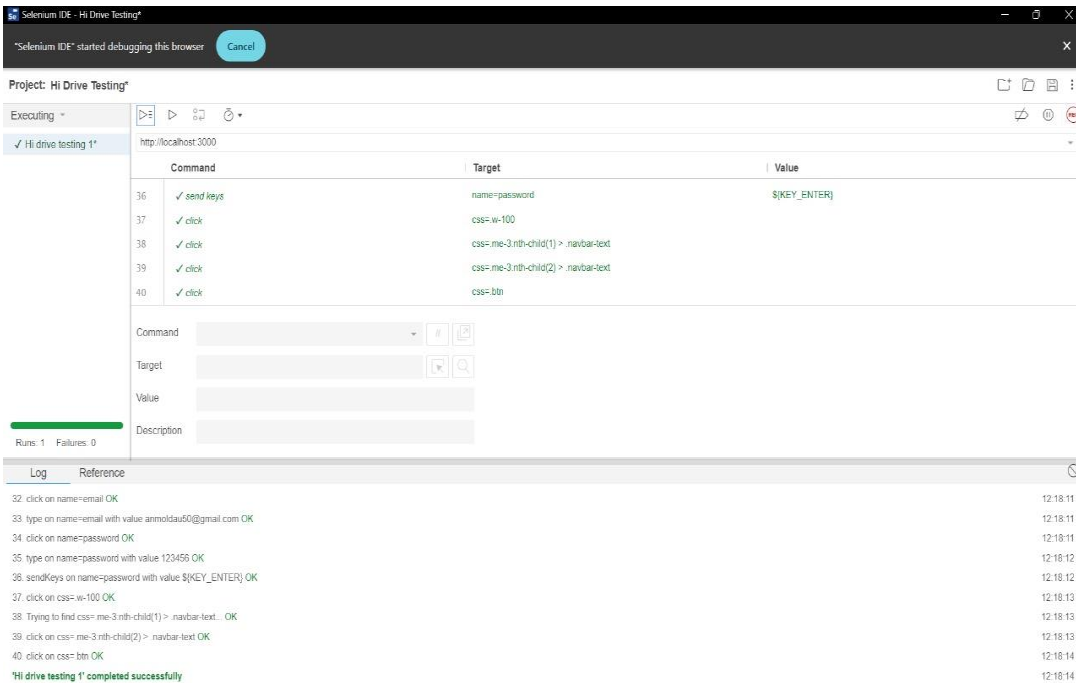 Selenium IDE - Hi Drive Testing*
"Selenium IDE" started debugging this browser Cancel
Project: Hi Drive Testing*
Executing
✓ Hi drive testing 1*
http://localhost:3000
Command Target Value
36 ✓ send keys name=password ${KEY_ENTER}
37 ✓ click css=.w-100
38 ✓ click css=.me-3:nth-child(1) > .navbar-text
39 ✓ click css=.me-3:nth-child(2) > .navbar-text
40 ✓ click css=.btn
Command //
Target
Value
Description
Runs: 1 Failures: 0
Log Reference
32. click on name=email OK 12:18:11
33. type on name=email with value anmoldau50@gmail.com OK 12:18:11
34. click on name=password OK 12:18:11
35. type on name=password with value 123456 OK 12:18:12
36. sendKeys on name=password with value ${KEY_ENTER} OK 12:18:12
37. click on css=.w-100 OK 12:18:13
38. Trying to find css=.me-3:nth-child(1) > .navbar-text... OK 12:18:13
39. click on css=.me-3:nth-child(2) > .navbar-text OK 12:18:13
40. click on css=.btn OK 12:18:14
'Hi drive testing 1' completed successfully 12:18:14